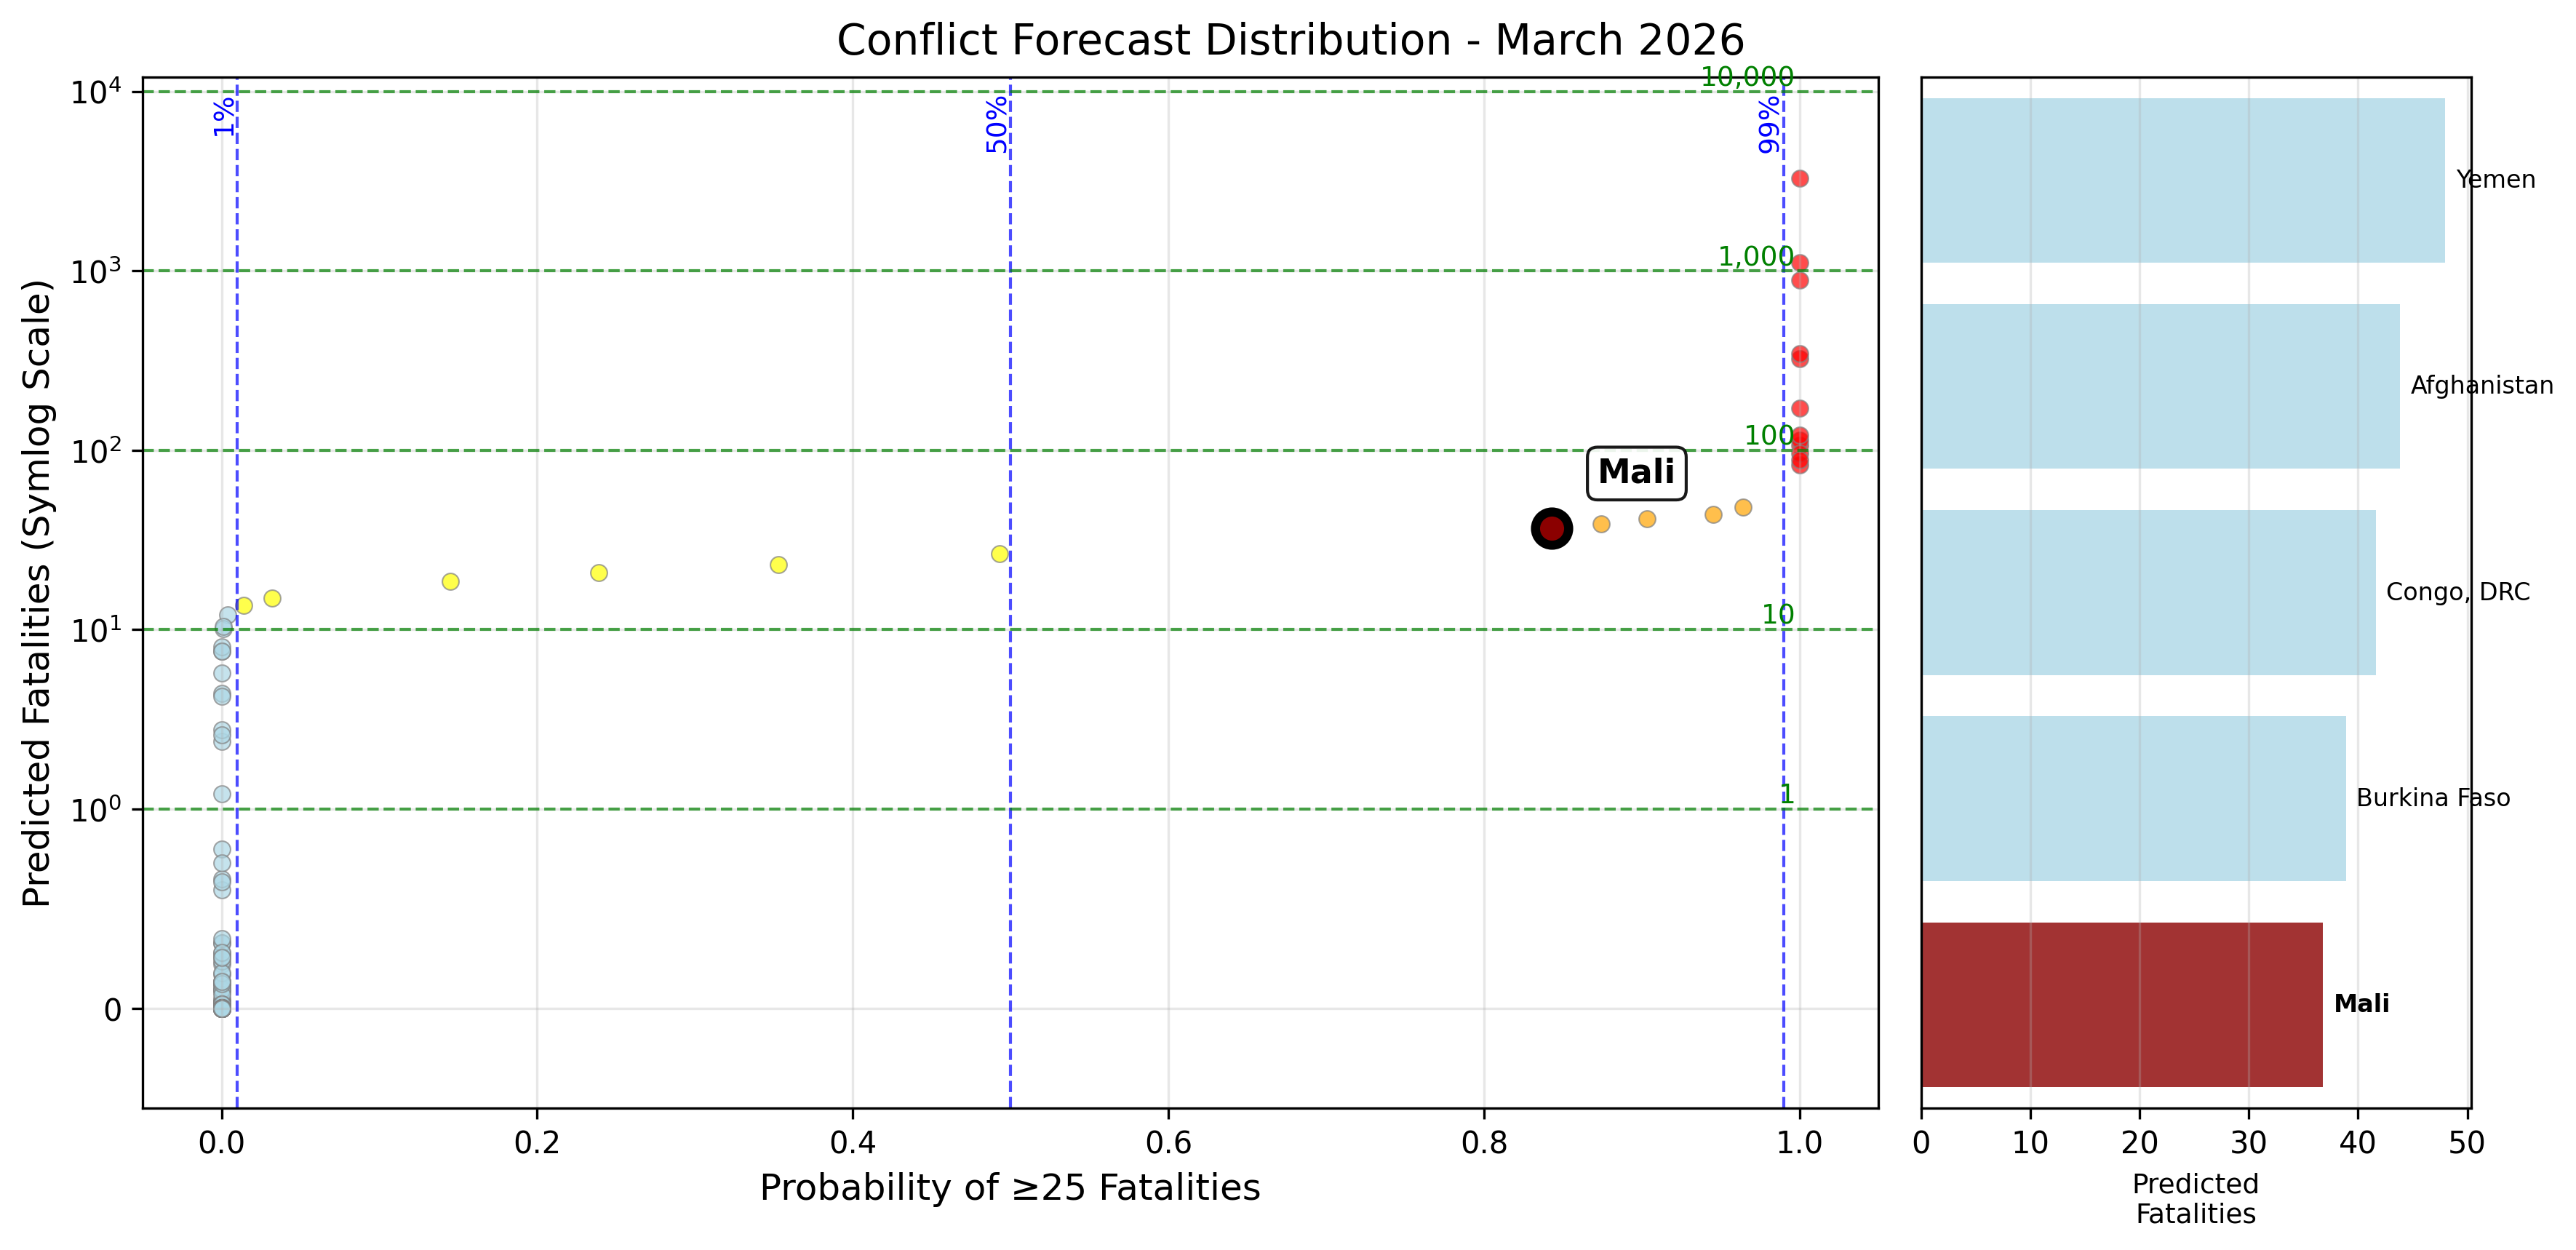 Conflict Forecast Distribution - March 2026
Predicted Fatalities (Symlog Scale)
10⁴
10³
10²
10¹
10⁰
0
1%
50%
99%
10,000
1,000
100
10
1
Mali
0.0 0.2 0.4 0.6 0.8 1.0
Probability of ≥25 Fatalities
Yemen
Afghanistan
Congo, DRC
Burkina Faso
Mali
0 10 20 30 40 50
Predicted
Fatalities